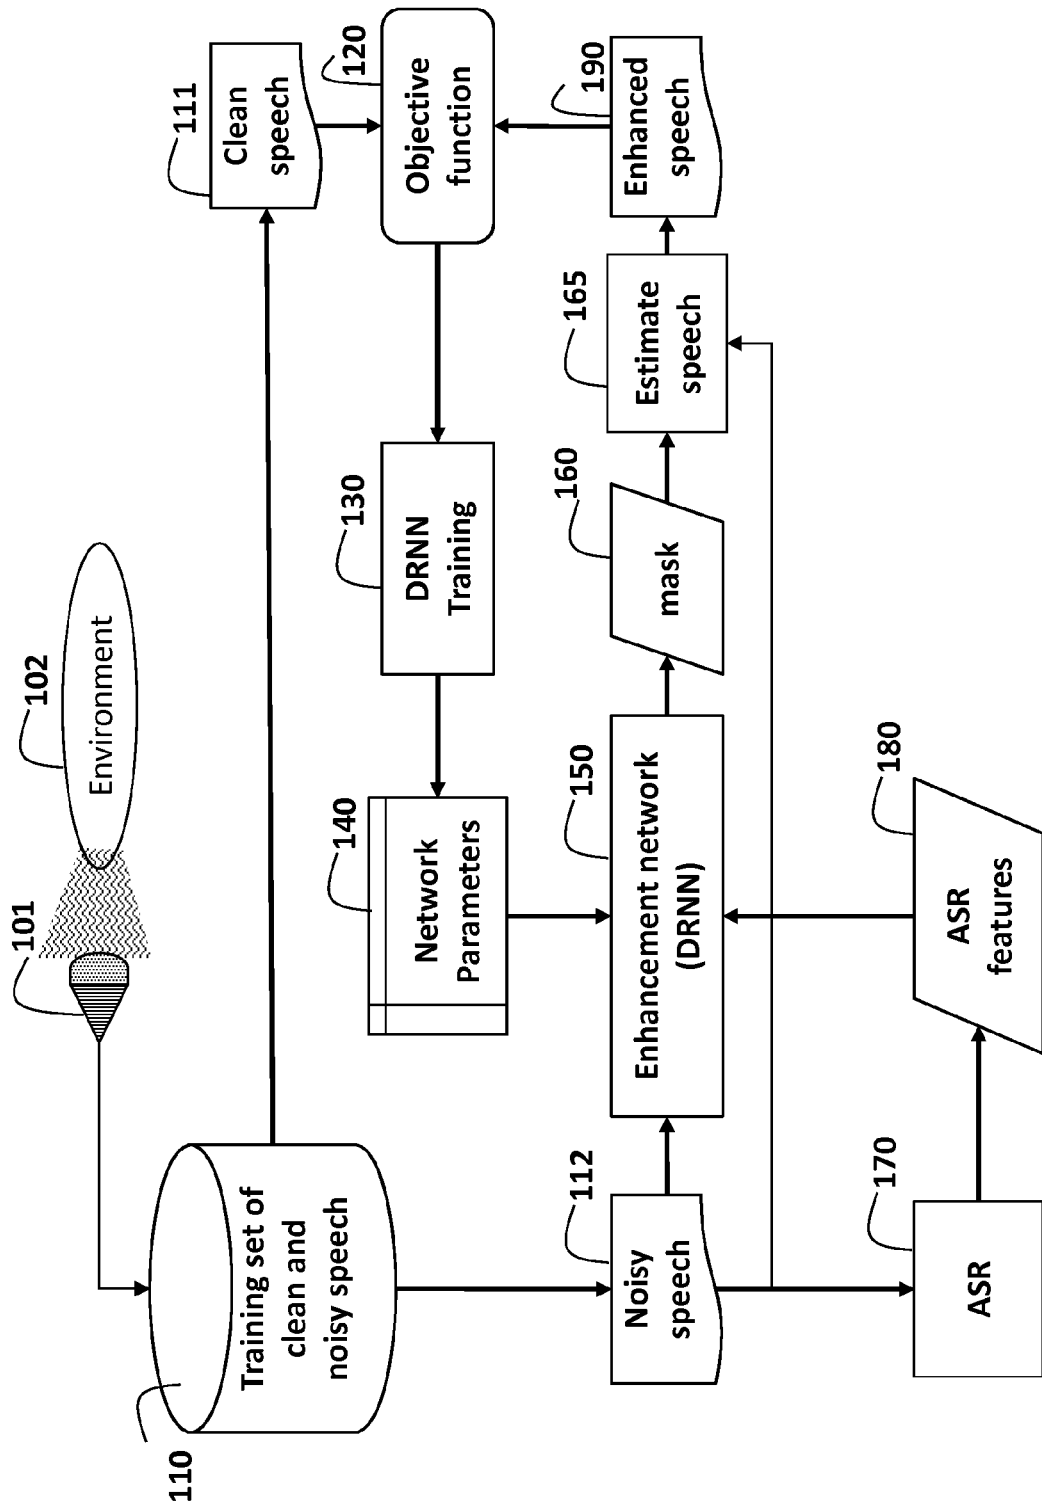 101
102
Environment
110
Training set of
clean and
noisy speech
111
Clean
speech
120
Objective
function
130
DRNN
Training
140
Network
Parameters
112
Noisy
speech
150
Enhancement network
(DRNN)
160
mask
165
Estimate
speech
190
Enhanced
speech
170
ASR
180
ASR
features